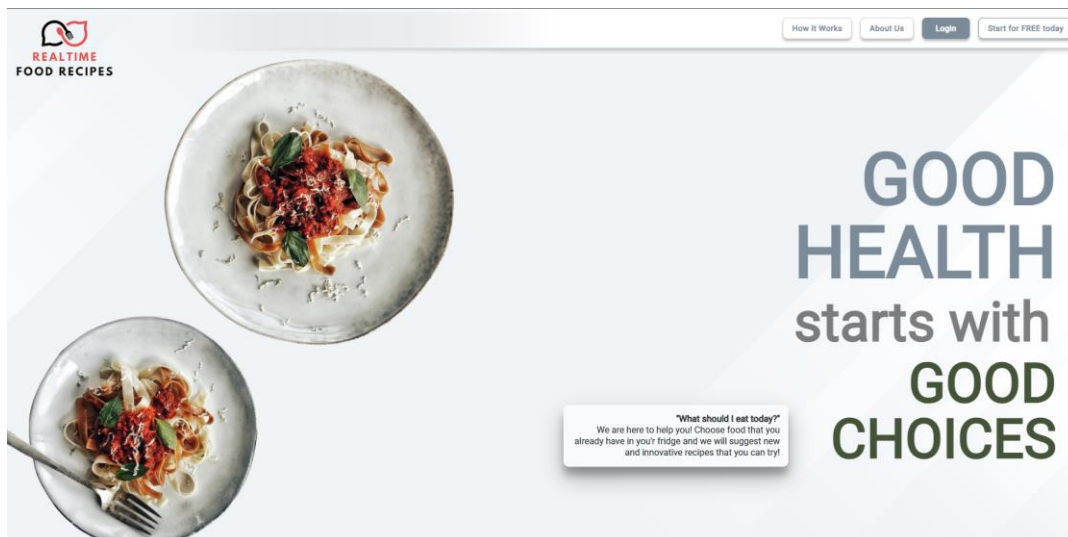 REALTIME
FOOD RECIPES
How It Works
About Us
Login
Start for FREE today
GOOD
HEALTH
starts with
GOOD
CHOICES
"What should I eat today?"
We are here to help you! Choose food that you
already have in you'r fridge and we will suggest new
and innovative recipes that you can try!